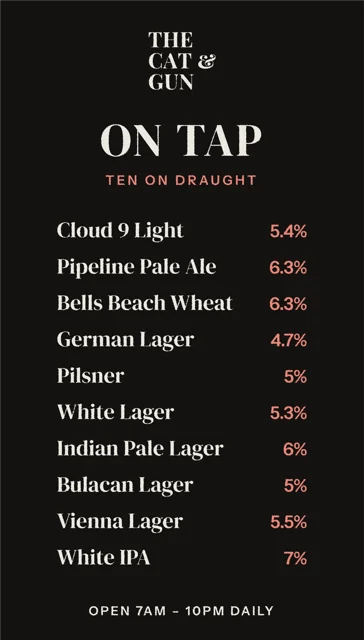 THE
CAT &
GUN
ON TAP
TEN ON DRAUGHT
Cloud 9 Light 5.4%
Pipeline Pale Ale 6.3%
Bells Beach Wheat 6.3%
German Lager 4.7%
Pilsner 5%
White Lager 5.3%
Indian Pale Lager 6%
Bulacan Lager 5%
Vienna Lager 5.5%
White IPA 7%
OPEN 7AM – 10PM DAILY